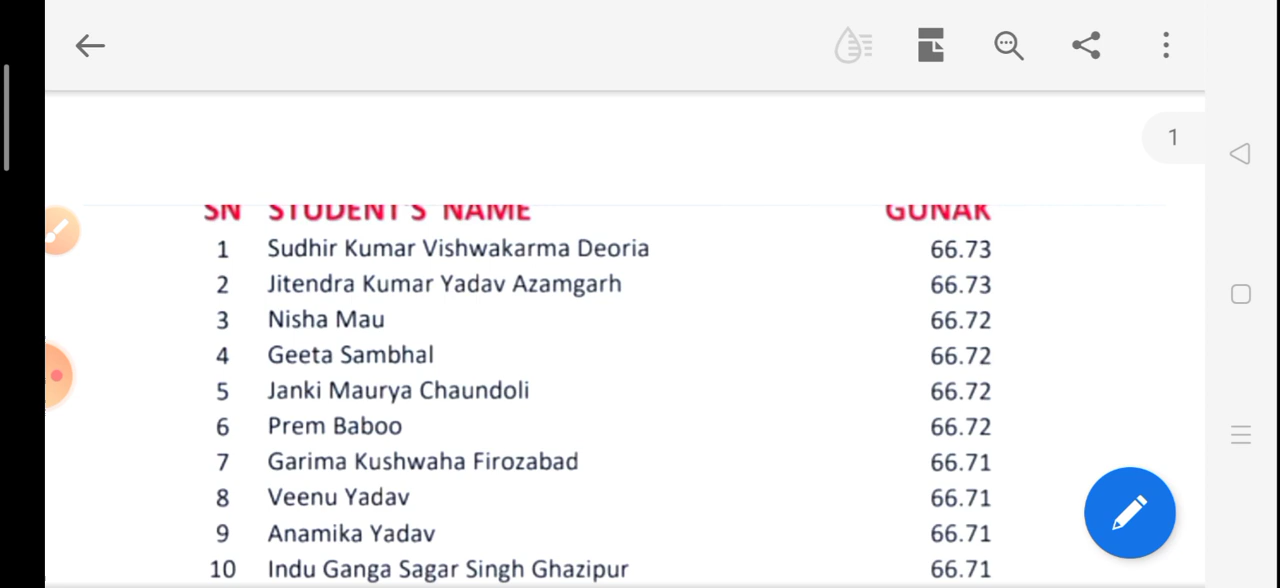 1
SN STUDENT'S NAME GUNAK
1 Sudhir Kumar Vishwakarma Deoria 66.73
2 Jitendra Kumar Yadav Azamgarh 66.73
3 Nisha Mau 66.72
4 Geeta Sambhal 66.72
5 Janki Maurya Chaundoli 66.72
6 Prem Baboo 66.72
7 Garima Kushwaha Firozabad 66.71
8 Veenu Yadav 66.71
9 Anamika Yadav 66.71
10 Indu Ganga Sagar Singh Ghazipur 66.71